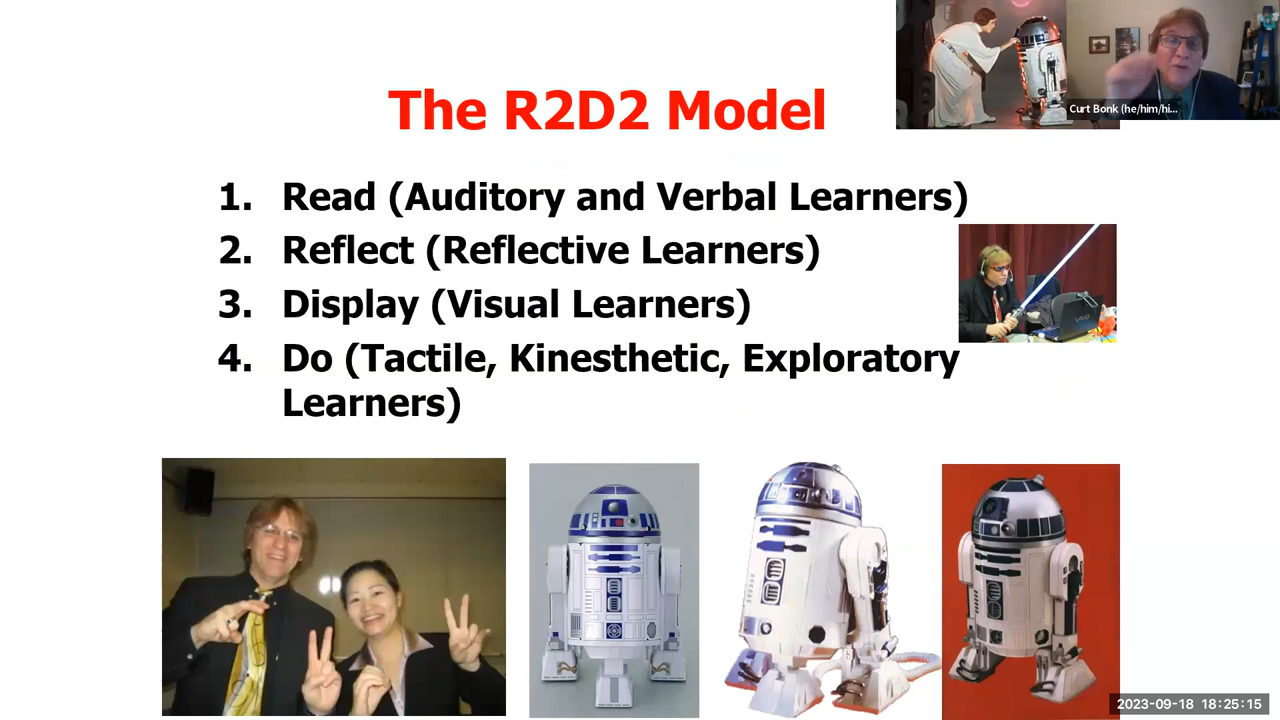 The R2D2 Model
Curt Bonk (he/him/hi...
1. Read (Auditory and Verbal Learners)
2. Reflect (Reflective Learners)
3. Display (Visual Learners)
4. Do (Tactile, Kinesthetic, Exploratory
Learners)
VAIO
2023-09-18 18:25:15